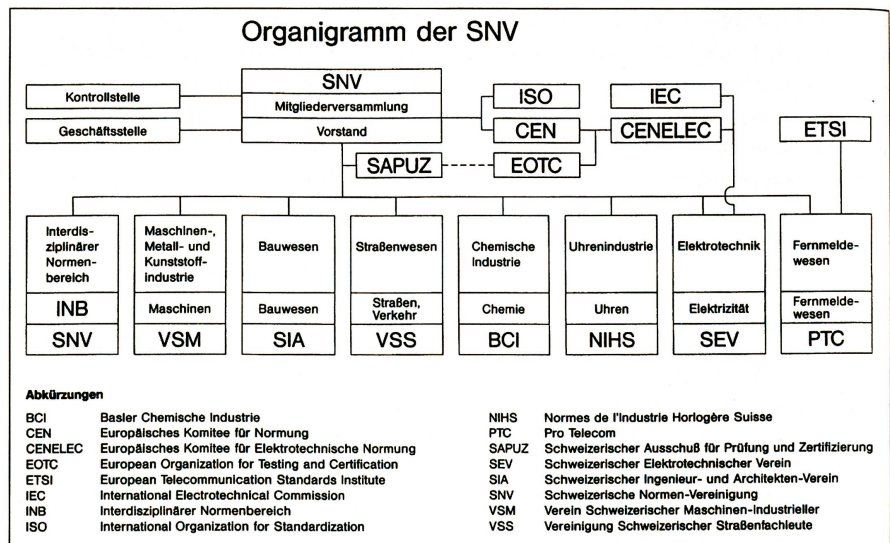 Organigramm der SNV
SNV
Mitgliederversammlung
Vorstand
Kontrollstelle
Geschäftsstelle
ISO
IEC
CEN
CENELEC
ETSI
SAPUZ
EOTC
Interdis-
ziplinärer
Normen-
bereich
INB
SNV
Maschinen-,
Metall- und
Kunststoff-
industrie
Maschinen
VSM
Bauwesen
Bauwesen
SIA
Straßenwesen
Straßen,
Verkehr
VSS
Chemische
Industrie
Chemie
BCI
Uhrenindustrie
Uhren
NIHS
Elektrotechnik
Elektrizität
SEV
Fernmelde-
wesen
Fernmelde-
wesen
PTC
Abkürzungen
BCI Basler Chemische Industrie
CEN Europäisches Komitee für Normung
CENELEC Europäisches Komitee für Elektrotechnische Normung
EOTC European Organization for Testing and Certification
ETSI European Telecommunication Standards Institute
IEC International Electrotechnical Commission
INB Interdisziplinärer Normenbereich
ISO International Organization for Standardization
NIHS Normes de l'Industrie Horlogère Suisse
PTC Pro Telecom
SAPUZ Schweizerischer Ausschuß für Prüfung und Zertifizierung
SEV Schweizerischer Elektrotechnischer Verein
SIA Schweizerischer Ingenieur- und Architekten-Verein
SNV Schweizerische Normen-Vereinigung
VSM Verein Schweizerischer Maschinen-Industrieller
VSS Vereinigung Schweizerischer Straßenfachleute